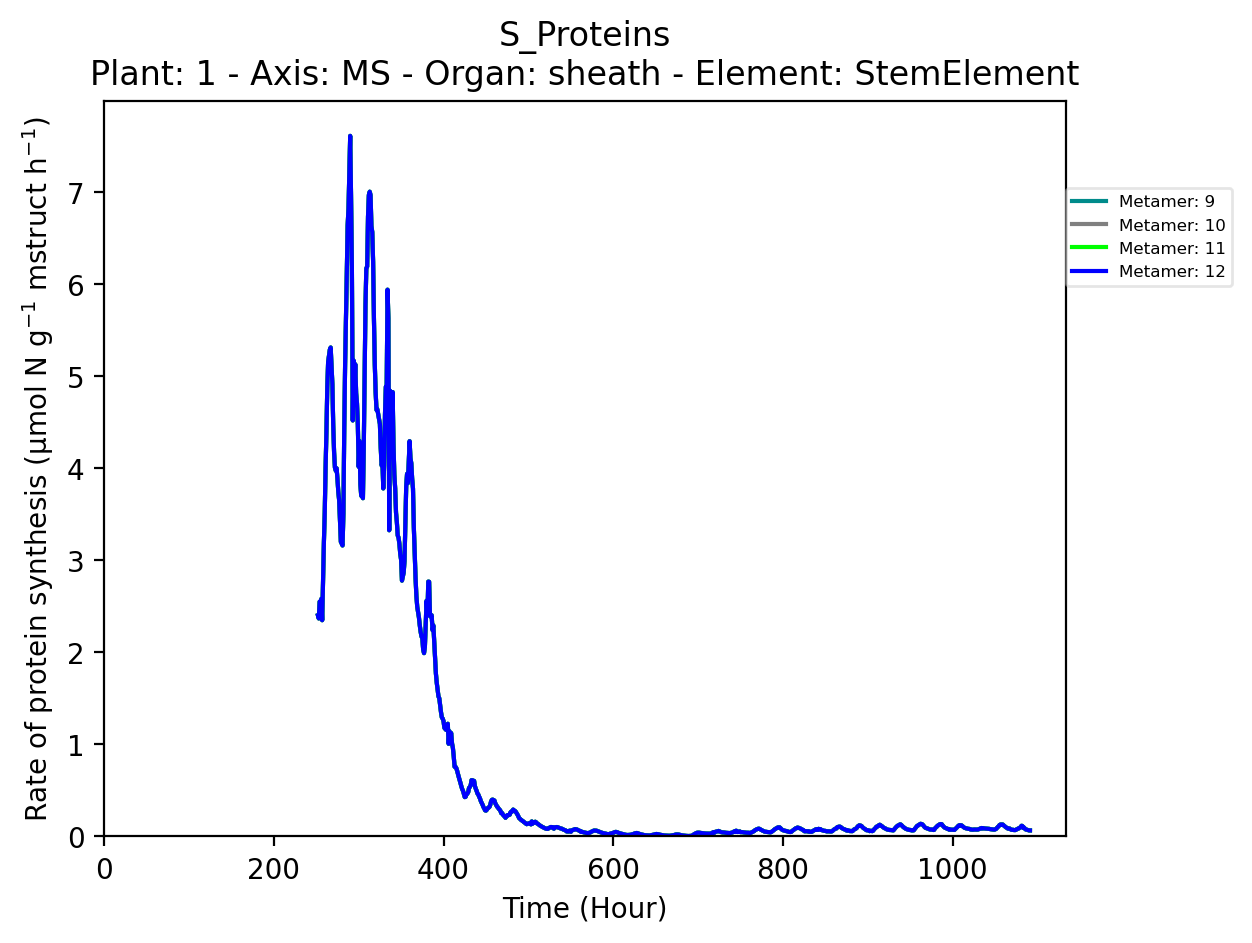 S_Proteins
Plant: 1 - Axis: MS - Organ: sheath - Element: StemElement
Rate of protein synthesis (µmol N g⁻¹ mstruct h⁻¹)
7
6
5
4
3
2
1
0
0 200 400 600 800 1000
Time (Hour)
Metamer: 9
Metamer: 10
Metamer: 11
Metamer: 12